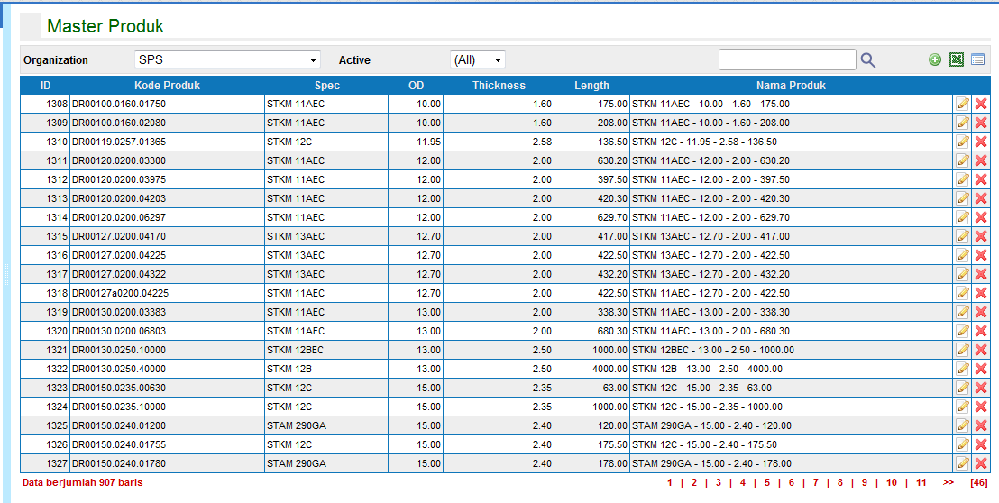 Master Produk
Organization SPS Active (All)
ID Kode Produk Spec OD Thickness Length Nama Produk
1308 DR00100.0160.01750 STKM 11AEC 10.00 1.60 175.00 STKM 11AEC - 10.00 - 1.60 - 175.00
1309 DR00100.0160.02080 STKM 11AEC 10.00 1.60 208.00 STKM 11AEC - 10.00 - 1.60 - 208.00
1310 DR00119.0257.01365 STKM 12C 11.95 2.58 136.50 STKM 12C - 11.95 - 2.58 - 136.50
1311 DR00120.0200.03300 STKM 11AEC 12.00 2.00 630.20 STKM 11AEC - 12.00 - 2.00 - 630.20
1312 DR00120.0200.03975 STKM 11AEC 12.00 2.00 397.50 STKM 11AEC - 12.00 - 2.00 - 397.50
1313 DR00120.0200.04203 STKM 11AEC 12.00 2.00 420.30 STKM 11AEC - 12.00 - 2.00 - 420.30
1314 DR00120.0200.06297 STKM 11AEC 12.00 2.00 629.70 STKM 11AEC - 12.00 - 2.00 - 629.70
1315 DR00127.0200.04170 STKM 13AEC 12.70 2.00 417.00 STKM 13AEC - 12.70 - 2.00 - 417.00
1316 DR00127.0200.04225 STKM 13AEC 12.70 2.00 422.50 STKM 13AEC - 12.70 - 2.00 - 422.50
1317 DR00127.0200.04322 STKM 13AEC 12.70 2.00 432.20 STKM 13AEC - 12.70 - 2.00 - 432.20
1318 DR00127a0200.04225 STKM 11AEC 12.70 2.00 422.50 STKM 11AEC - 12.70 - 2.00 - 422.50
1319 DR00130.0200.03383 STKM 11AEC 13.00 2.00 338.30 STKM 11AEC - 13.00 - 2.00 - 338.30
1320 DR00130.0200.06803 STKM 11AEC 13.00 2.00 680.30 STKM 11AEC - 13.00 - 2.00 - 680.30
1321 DR00130.0250.10000 STKM 12BEC 13.00 2.50 1000.00 STKM 12BEC - 13.00 - 2.50 - 1000.00
1322 DR00130.0250.40000 STKM 12B 13.00 2.50 4000.00 STKM 12B - 13.00 - 2.50 - 4000.00
1323 DR00150.0235.00630 STKM 12C 15.00 2.35 63.00 STKM 12C - 15.00 - 2.35 - 63.00
1324 DR00150.0235.10000 STKM 12C 15.00 2.35 1000.00 STKM 12C - 15.00 - 2.35 - 1000.00
1325 DR00150.0240.01200 STAM 290GA 15.00 2.40 120.00 STAM 290GA - 15.00 - 2.40 - 120.00
1326 DR00150.0240.01755 STKM 12C 15.00 2.40 175.50 STKM 12C - 15.00 - 2.40 - 175.50
1327 DR00150.0240.01780 STAM 290GA 15.00 2.40 178.00 STAM 290GA - 15.00 - 2.40 - 178.00
Data berjumlah 907 baris 1 | 2 | 3 | 4 | 5 | 6 | 7 | 8 | 9 | 10 | 11 >> [46]